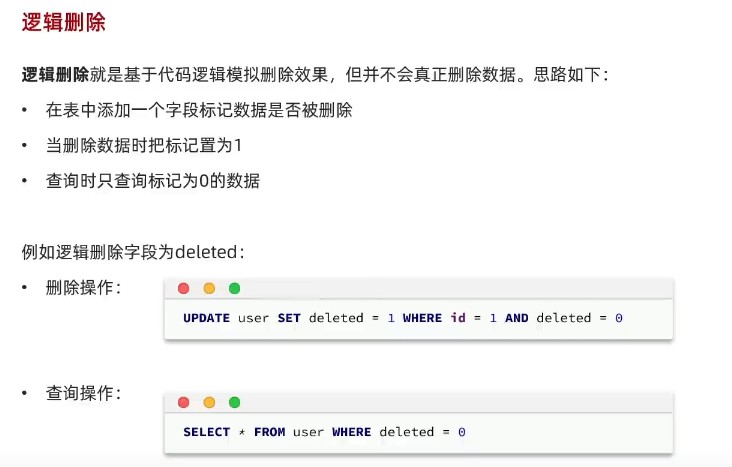 逻辑删除
逻辑删除就是基于代码逻辑模拟删除效果，但并不会真正删除数据。思路如下：
• 在表中添加一个字段标记数据是否被删除
• 当删除数据时把标记置为1
• 查询时只查询标记为0的数据
例如逻辑删除字段为deleted：
• 删除操作：
UPDATE user SET deleted = 1 WHERE id = 1 AND deleted = 0
• 查询操作：
SELECT * FROM user WHERE deleted = 0